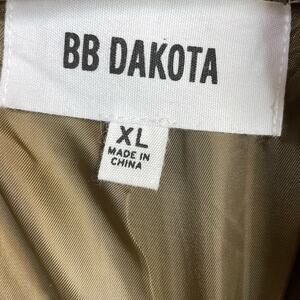 BB DAKOTA
XL
MADE IN
CHINA